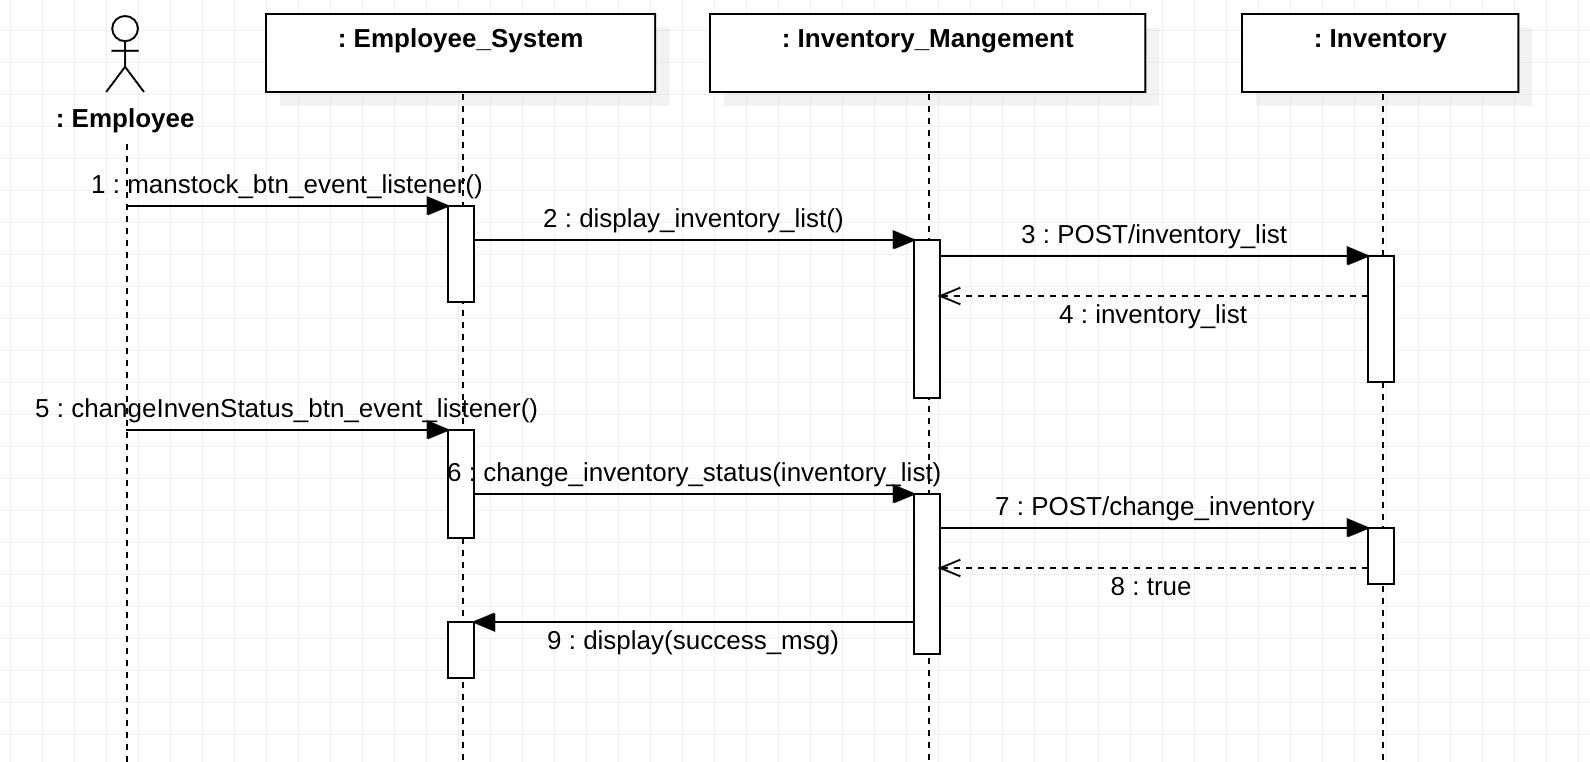 : Employee_System
: Inventory_Mangement
: Inventory
: Employee
1 : manstock_btn_event_listener()
2 : display_inventory_list()
3 : POST/inventory_list
4 : inventory_list
5 : changeInvenStatus_btn_event_listener()
6 : change_inventory_status(inventory_list)
7 : POST/change_inventory
8 : true
9 : display(success_msg)